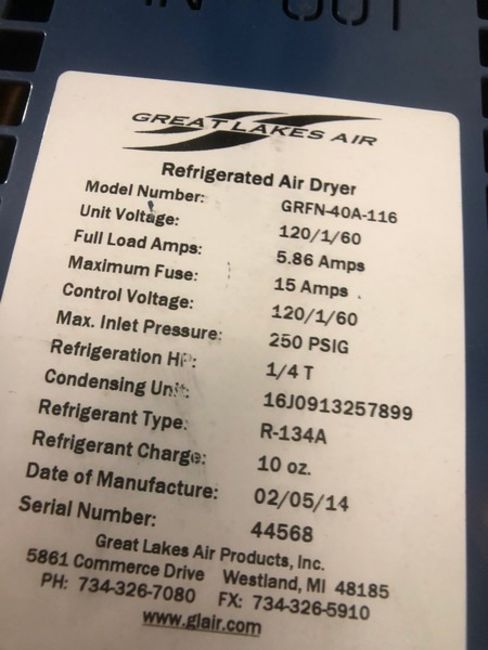 IN OUT
GREAT LAKES AIR
Refrigerated Air Dryer
Model Number: GRFN-40A-116
Unit Voltage: 120/1/60
Full Load Amps: 5.86 Amps
Maximum Fuse: 15 Amps
Control Voltage: 120/1/60
Max. Inlet Pressure: 250 PSIG
Refrigeration HP: 1/4 T
Condensing Unit: 16J0913257899
Refrigerant Type: R-134A
Refrigerant Charge: 10 oz.
Date of Manufacture: 02/05/14
Serial Number: 44568
Great Lakes Air Products, Inc.
5861 Commerce Drive Westland, MI 48185
PH: 734-326-7080 FX: 734-326-5910
www.glair.com